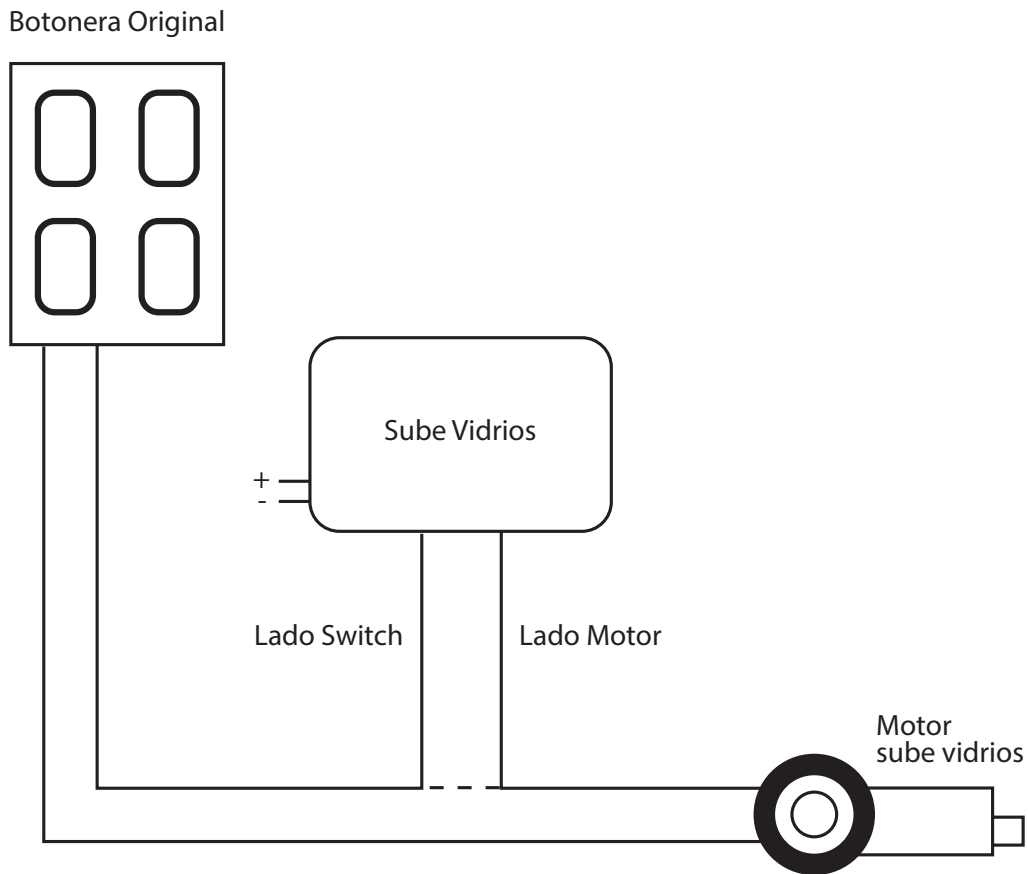 Botonera Original
Sube Vidrios
+
-
Lado Switch
Lado Motor
Motor
sube vidrios